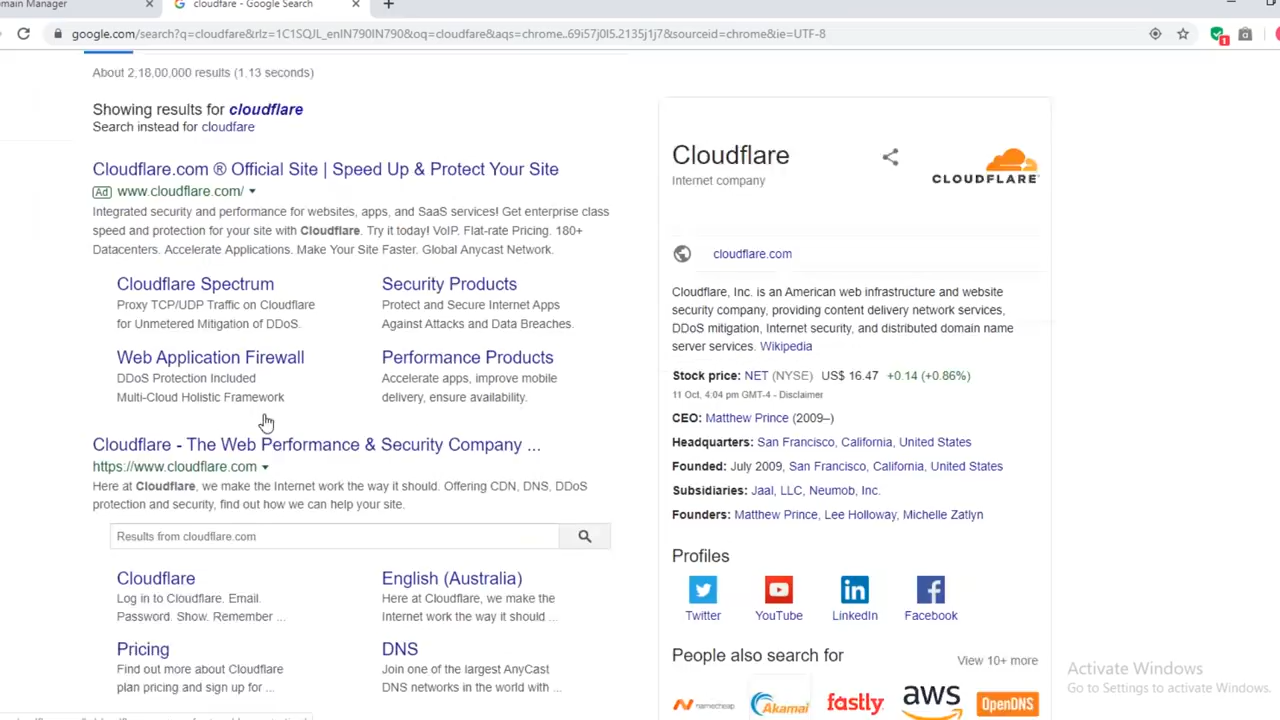 omain Manager
cloudfare - Google Search
google.com/search?q=cloudfare&rlz=1C1SQJL_enIN790IN790&oq=cloudfare&aqs=chrome..69i57j0l5.2135j1j7&sourceid=chrome&ie=UTF-8
1
About 2,18,00,000 results (1.13 seconds)
Showing results for cloudflare
Search instead for cloudfare
Cloudflare.com ® Official Site | Speed Up & Protect Your Site
Ad www.cloudflare.com/
Integrated security and performance for websites, apps, and SaaS services! Get enterprise class
speed and protection for your site with Cloudflare. Try it today! VoIP. Flat-rate Pricing. 180+
Datacenters. Accelerate Applications. Make Your Site Faster. Global Anycast Network.
Cloudflare Spectrum
Proxy TCP/UDP Traffic on Cloudflare
for Unmetered Mitigation of DDoS.
Security Products
Protect and Secure Internet Apps
Against Attacks and Data Breaches.
Web Application Firewall
DDoS Protection Included
Multi-Cloud Holistic Framework
Performance Products
Accelerate apps, improve mobile
delivery, ensure availability.
Cloudflare - The Web Performance & Security Company ...
https://www.cloudflare.com
Here at Cloudflare, we make the Internet work the way it should. Offering CDN, DNS, DDoS
protection and security, find out how we can help your site.
Results from cloudflare.com
Cloudflare
Log in to Cloudflare. Email.
Password. Show. Remember ...
English (Australia)
Here at Cloudflare, we make the
Internet work the way it should ...
Pricing
Find out more about Cloudflare
plan pricing and sign up for ...
DNS
Join one of the largest AnyCast
DNS networks in the world with ...
Cloudflare
Internet company
CLOUDFLARE
cloudflare.com
Cloudflare, Inc. is an American web infrastructure and website
security company, providing content delivery network services,
DDoS mitigation, Internet security, and distributed domain name
server services. Wikipedia
Stock price: NET (NYSE) US$ 16.47 +0.14 (+0.86%)
11 Oct, 4:04 pm GMT-4 - Disclaimer
CEO: Matthew Prince (2009–)
Headquarters: San Francisco, California, United States
Founded: July 2009, San Francisco, California, United States
Subsidiaries: Jaal, LLC, Neumob, Inc.
Founders: Matthew Prince, Lee Holloway, Michelle Zatlyn
Profiles
Twitter
YouTube
LinkedIn
Facebook
People also search for
View 10+ more
namecheap
Akamai
fastly
aws
OpenDNS
Activate Windows
Go to Settings to activate Windows.